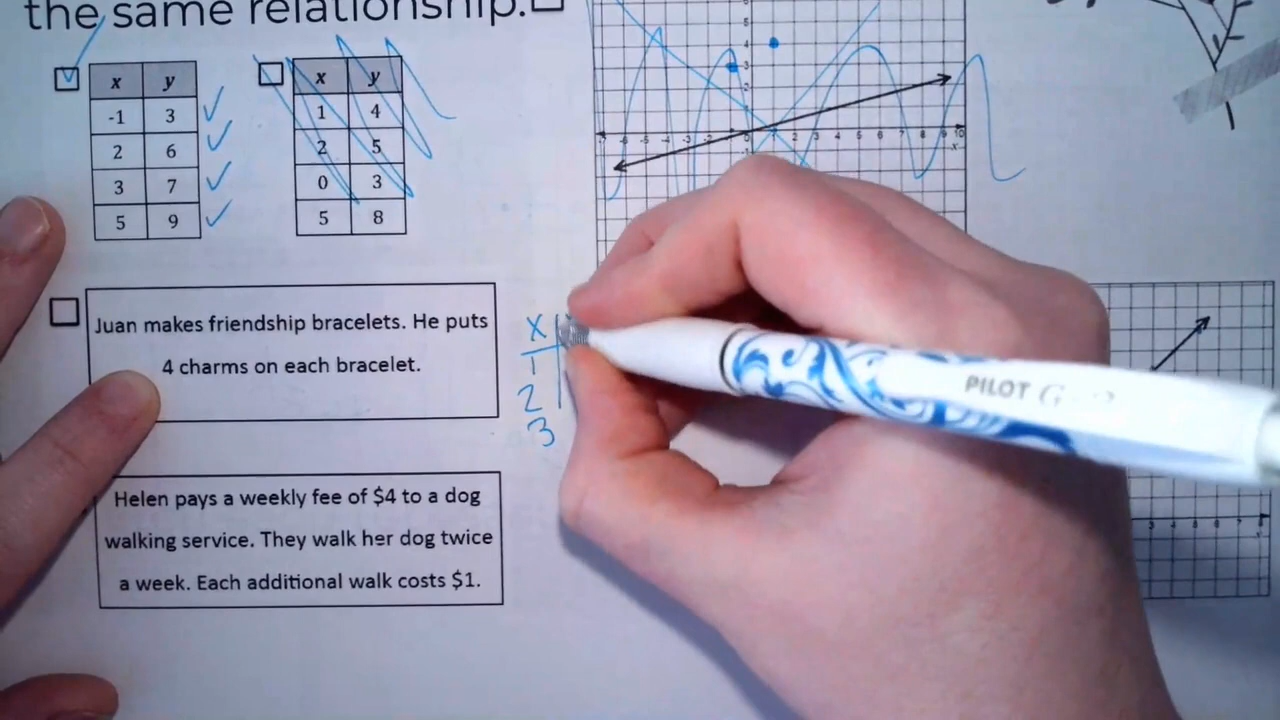 the same relationship.
x y
-1 3
2 6
3 7
5 9
x y
1 4
2 5
0 3
5 8
Juan makes friendship bracelets. He puts
4 charms on each bracelet.
X
1
2
3
PILOT
Helen pays a weekly fee of $4 to a dog
walking service. They walk her dog twice
a week. Each additional walk costs $1.